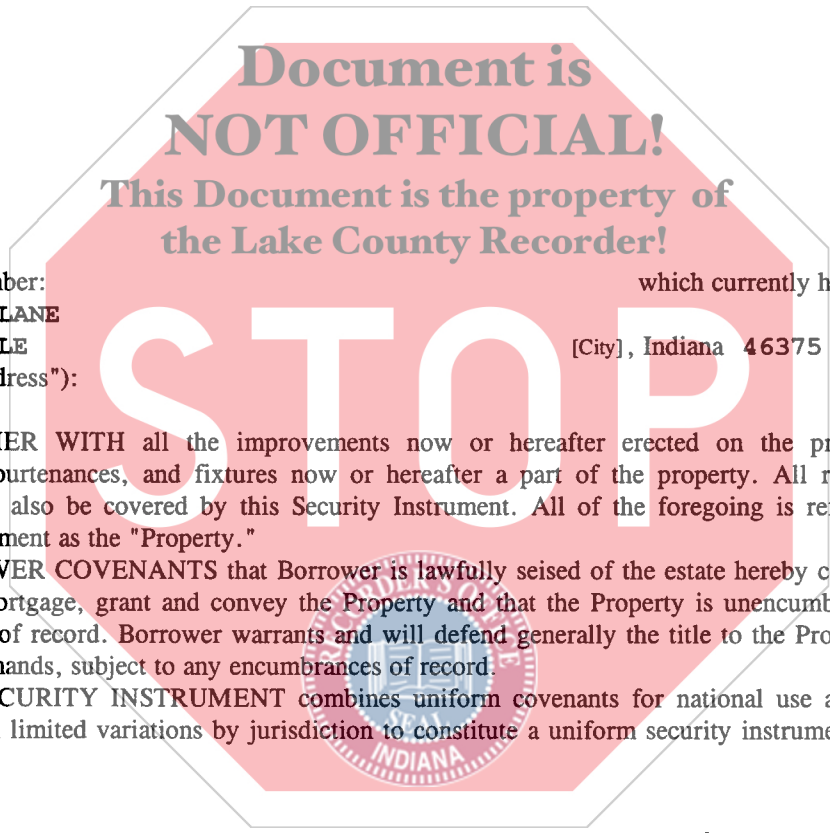 Document is
NOT OFFICIAL!
This Document is the property of
the Lake County Recorder!
ber: which currently h
LANE
LE [City], Indiana 46375
dress"):
STOP
ER WITH all the improvements now or hereafter erected on the pr
purtenances, and fixtures now or hereafter a part of the property. All r
also be covered by this Security Instrument. All of the foregoing is re
ment as the "Property."
VER COVENANTS that Borrower is lawfully seised of the estate hereby c
ortgage, grant and convey the Property and that the Property is unencumb
of record. Borrower warrants and will defend generally the title to the Pro
nands, subject to any encumbrances of record.
CURITY INSTRUMENT combines uniform covenants for national use a
limited variations by jurisdiction to constitute a uniform security instrume
RECORDER'S OFFICE
SEAL
INDIANA